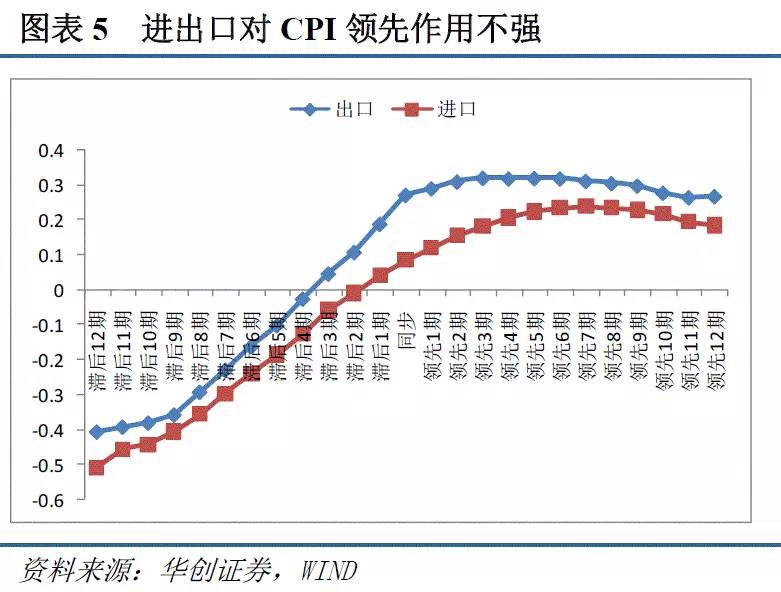 图表 5 进出口对 CPI 领先作用不强
出口 进口
0.4
0.3
0.2
0.1
0
-0.1
-0.2
-0.3
-0.4
-0.5
-0.6
滞后12期
滞后11期
滞后10期
滞后9期
滞后8期
滞后7期
滞后6期
滞后5期
滞后4期
滞后3期
滞后2期
滞后1期
同步
领先1期
领先2期
领先3期
领先4期
领先5期
领先6期
领先7期
领先8期
领先9期
领先10期
领先11期
领先12期
资料来源：华创证券，WIND